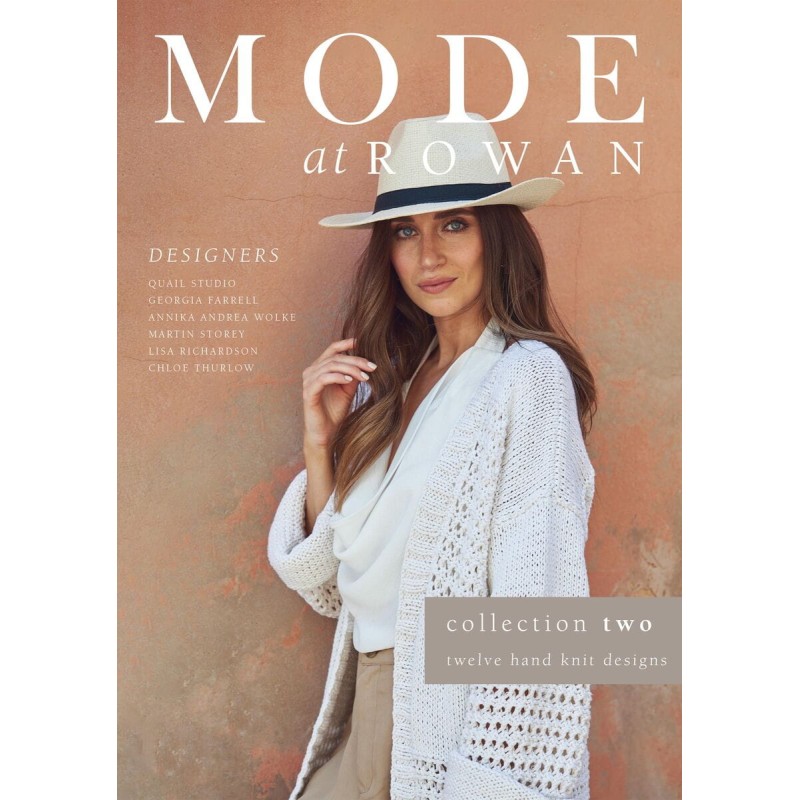 MODE
at ROWAN
DESIGNERS
QUAIL STUDIO
GEORGIA FARRELL
ANNIKA ANDREA WOLKE
MARTIN STOREY
LISA RICHARDSON
CHLOE THURLOW
collection two
twelve hand knit designs